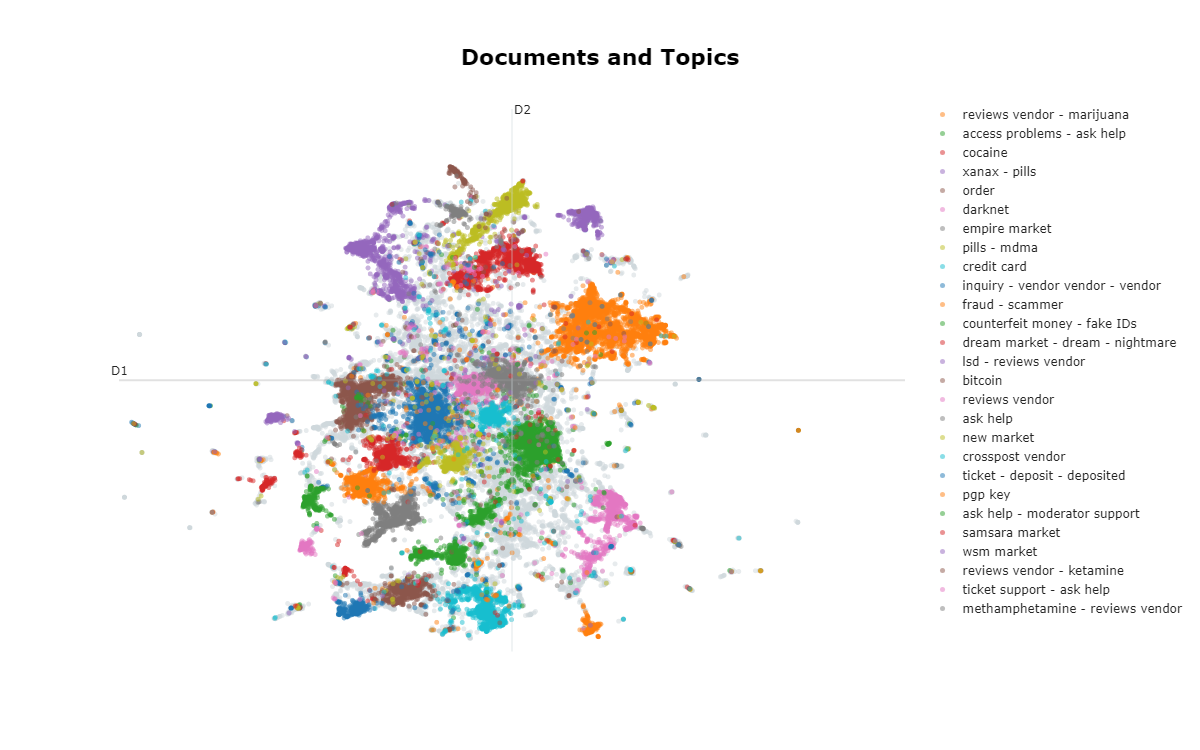 Documents and Topics
D2
D1
reviews vendor - marijuana
access problems - ask help
cocaine
xanax - pills
order
darknet
empire market
pills - mdma
credit card
inquiry - vendor vendor - vendor
fraud - scammer
counterfeit money - fake IDs
dream market - dream - nightmare
lsd - reviews vendor
bitcoin
reviews vendor
ask help
new market
crosspost vendor
ticket - deposit - deposited
pgp key
ask help - moderator support
samsara market
wsm market
reviews vendor - ketamine
ticket support - ask help
methamphetamine - reviews vendor